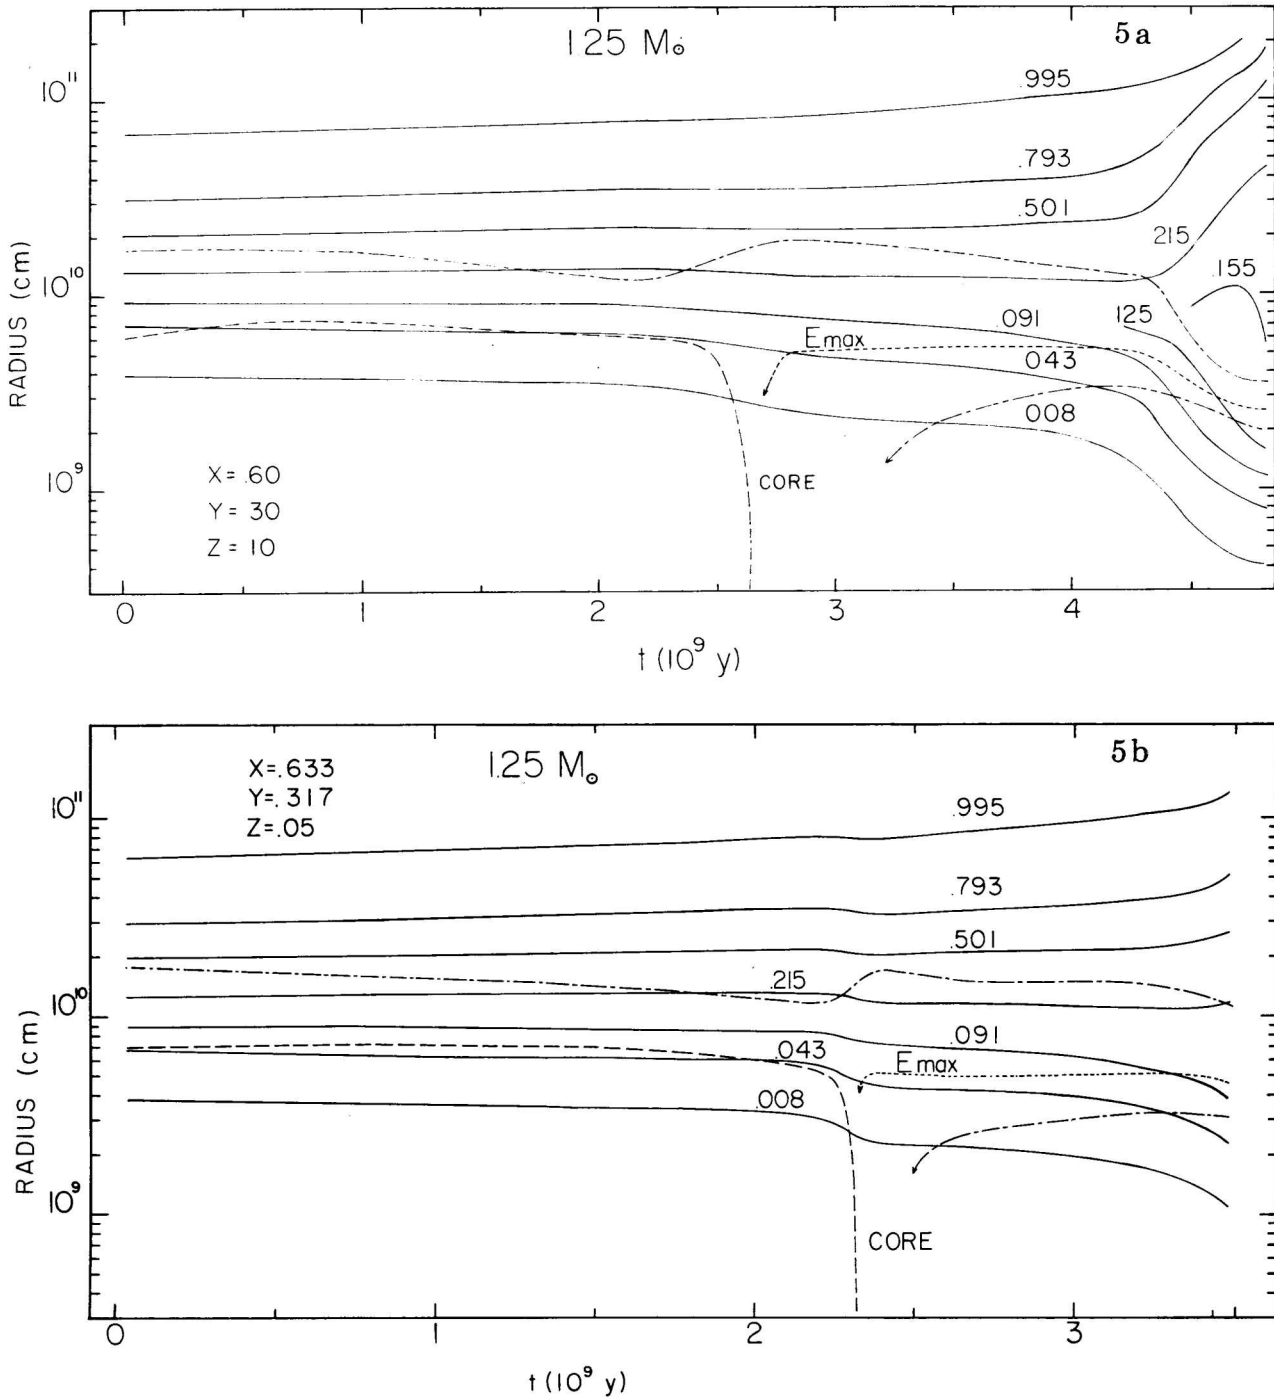 1.25 M⊙
5a
10¹¹
.995
.793
.501
215
10¹⁰
.155
.091
125
Emax
.043
.008
10⁹
CORE
X= .60
Y= 30
Z= 10
RADIUS (cm)
0 1 2 3 4
t (10⁹ y)
X=.633
Y=.317
Z=.05
1.25 M⊙
5b
10¹¹
.995
.793
.501
.215
10¹⁰
.091
.043
Emax
.008
10⁹
CORE
RADIUS (cm)
0 1 2 3
t (10⁹ y)